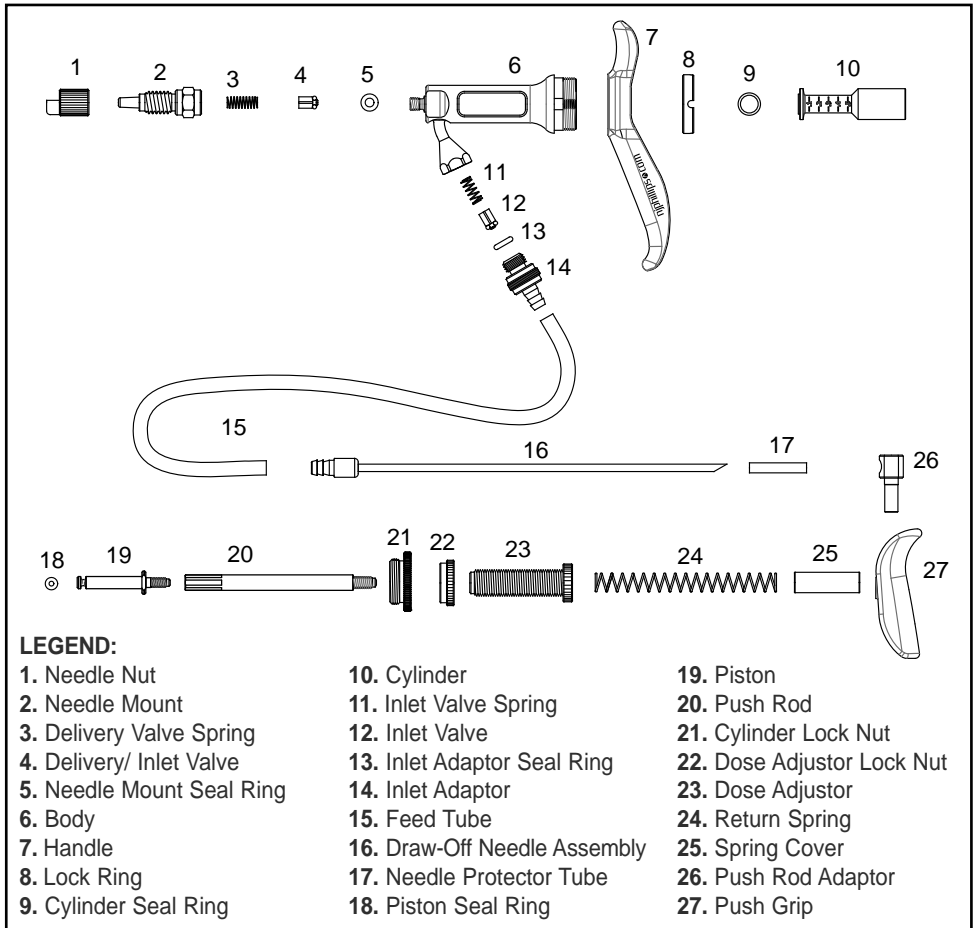 1
2
3
4
5
6
7
8
9
10
njphillips•com
11
12
13
14
15
16
17
26
18
19
20
21
22
23
24
25
27
LEGEND:
1. Needle Nut
2. Needle Mount
3. Delivery Valve Spring
4. Delivery/ Inlet Valve
5. Needle Mount Seal Ring
6. Body
7. Handle
8. Lock Ring
9. Cylinder Seal Ring
10. Cylinder
11. Inlet Valve Spring
12. Inlet Valve
13. Inlet Adaptor Seal Ring
14. Inlet Adaptor
15. Feed Tube
16. Draw-Off Needle Assembly
17. Needle Protector Tube
18. Piston Seal Ring
19. Piston
20. Push Rod
21. Cylinder Lock Nut
22. Dose Adjustor Lock Nut
23. Dose Adjustor
24. Return Spring
25. Spring Cover
26. Push Rod Adaptor
27. Push Grip